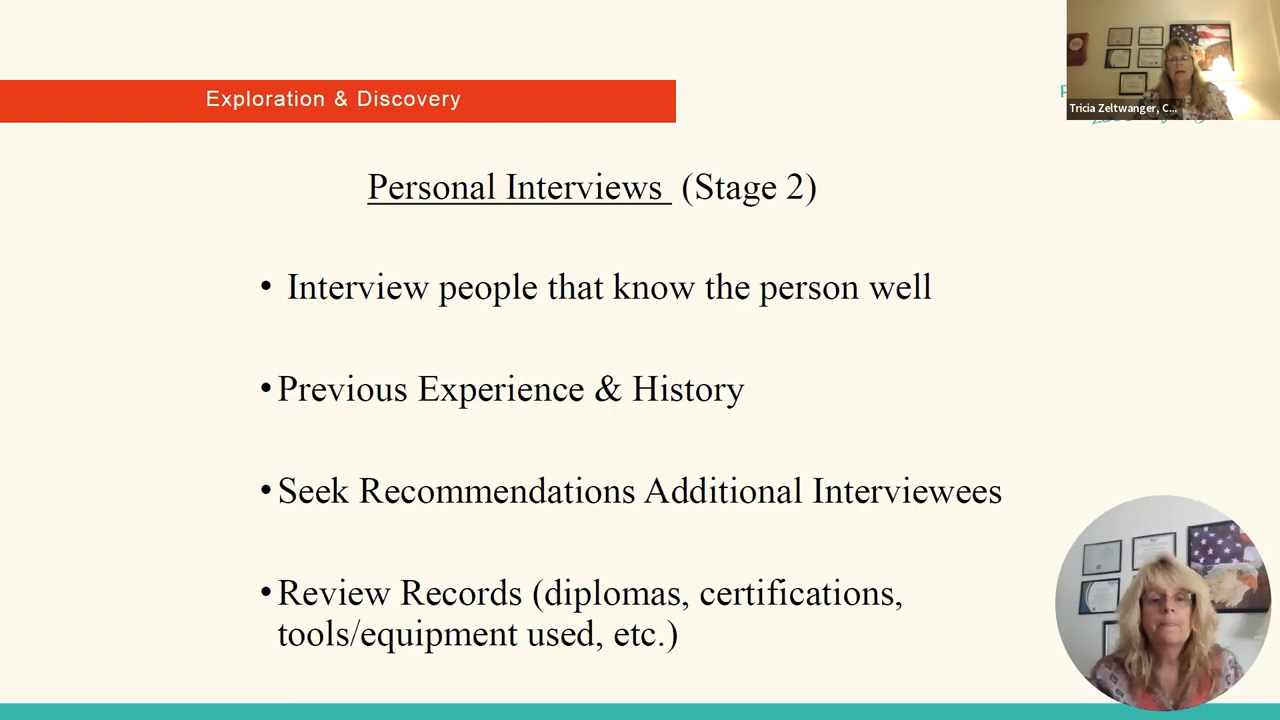 Exploration & Discovery
Tricia Zeltwanger, C...
Personal Interviews (Stage 2)
• Interview people that know the person well
• Previous Experience & History
• Seek Recommendations Additional Interviewees
• Review Records (diplomas, certifications,
tools/equipment used, etc.)